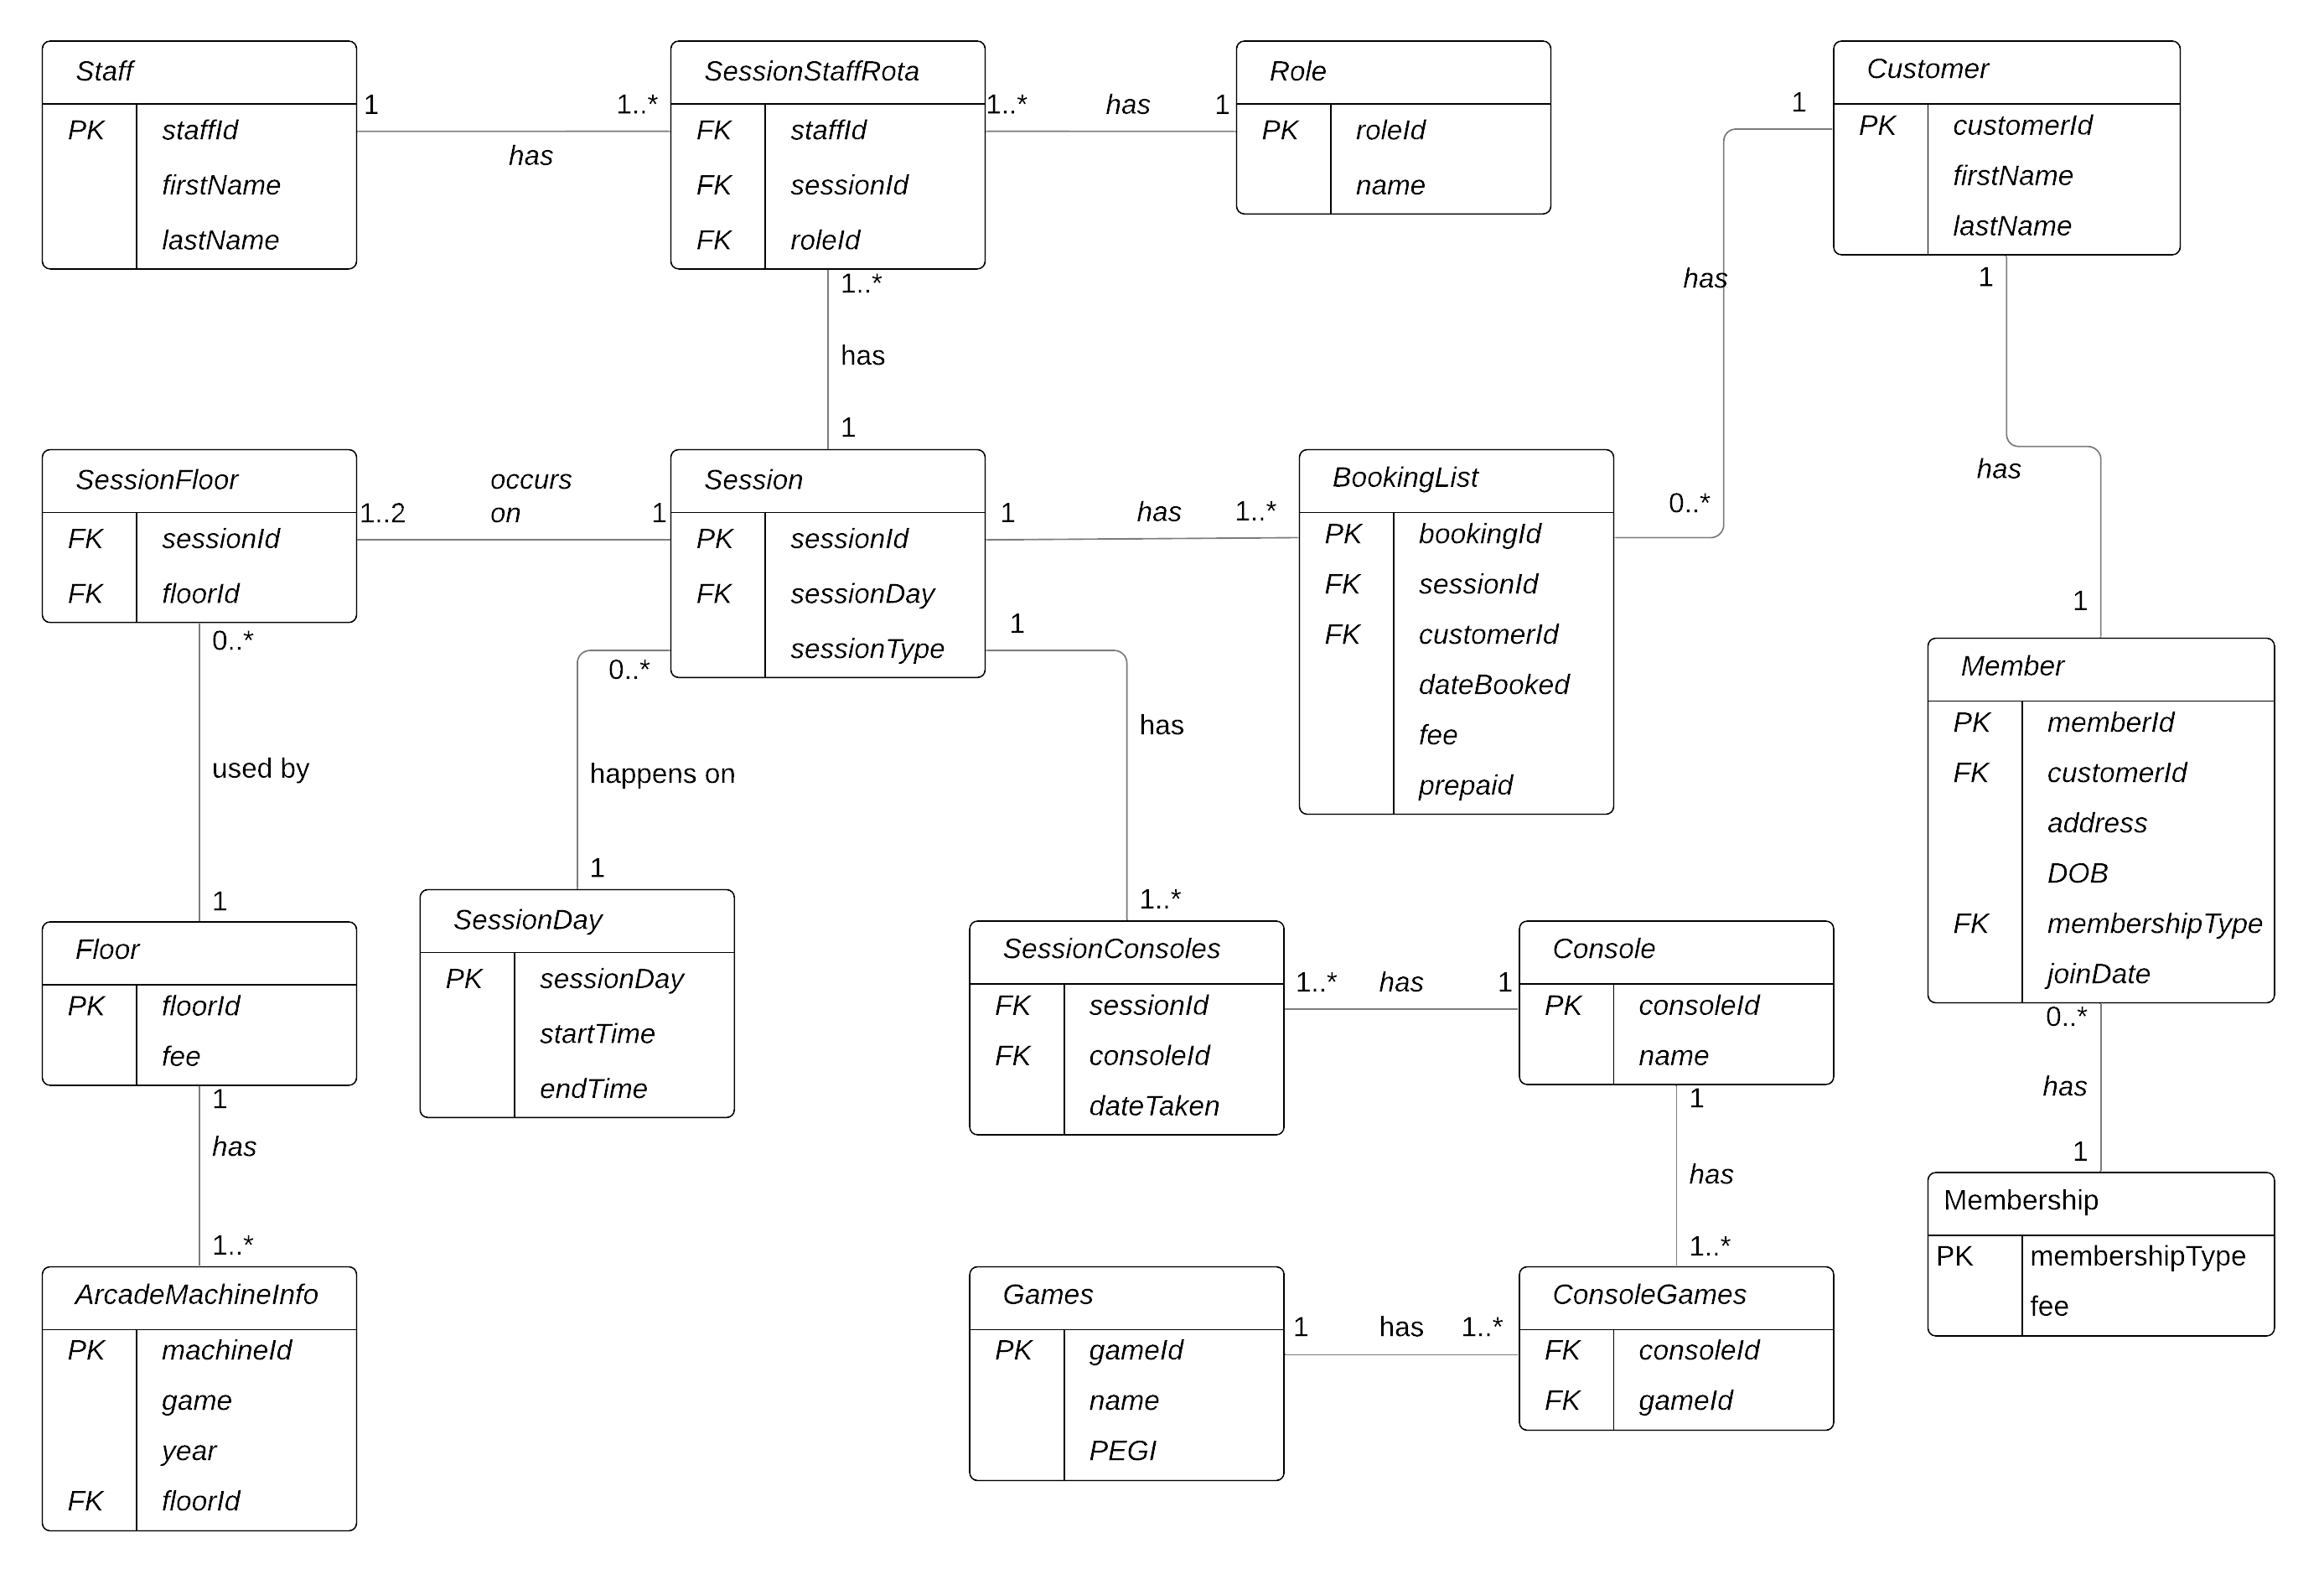 Staff
PK staffId
firstName
lastName
1
has
1..*
SessionStaffRota
FK staffId
FK sessionId
FK roleId
1..*
has
1
Role
PK roleId
name
Customer
PK customerId
firstName
lastName
1
has
0..*
1
has
1
1..*
has
1
SessionFloor
FK sessionId
FK floorId
1..2
occurs
on
1
Session
PK sessionId
FK sessionDay
sessionType
1
has
1..*
BookingList
PK bookingId
FK sessionId
FK customerId
dateBooked
fee
prepaid
Member
PK memberId
FK customerId
address
DOB
FK membershipType
joinDate
0..*
used by
1
0..*
happens on
1
1
has
1..*
Floor
PK floorId
fee
SessionDay
PK sessionDay
startTime
endTime
SessionConsoles
FK sessionId
FK consoleId
dateTaken
1..*
has
1
Console
PK consoleId
name
0..*
has
1
1
has
1..*
1
has
1..*
Membership
PK membershipType
fee
ArcadeMachineInfo
PK machineId
game
year
FK floorId
Games
PK gameId
name
PEGI
1
has
1..*
ConsoleGames
FK consoleId
FK gameId